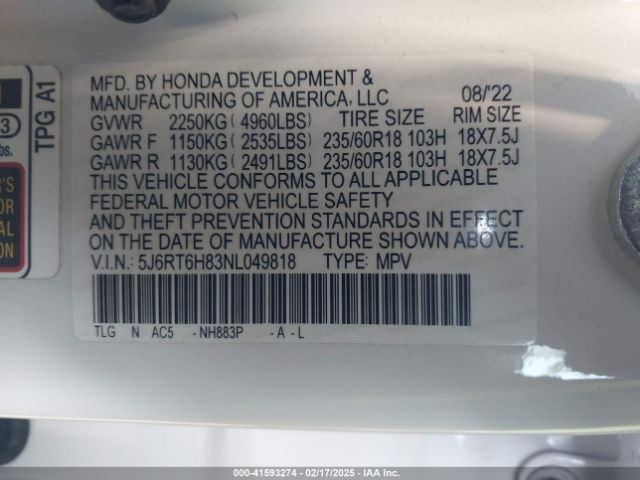 MFD. BY HONDA DEVELOPMENT &
MANUFACTURING OF AMERICA, LLC 08/'22
GVWR 2250KG ( 4960LBS) TIRE SIZE RIM SIZE
GAWR F 1150KG ( 2535LBS) 235/60R18 103H 18X7.5J
GAWR R 1130KG ( 2491LBS) 235/60R18 103H 18X7.5J
THIS VEHICLE CONFORMS TO ALL APPLICABLE
FEDERAL MOTOR VEHICLE SAFETY
AND THEFT PREVENTION STANDARDS IN EFFECT
ON THE DATE OF MANUFACTURE SHOWN ABOVE.
V.I.N.: 5J6RT6H83NL049818 TYPE: MPV
TLG N AC5 -NH883P -A-L
TPG A1
3
bs.
000-41593274 - 02/17/2025 - IAA Inc.